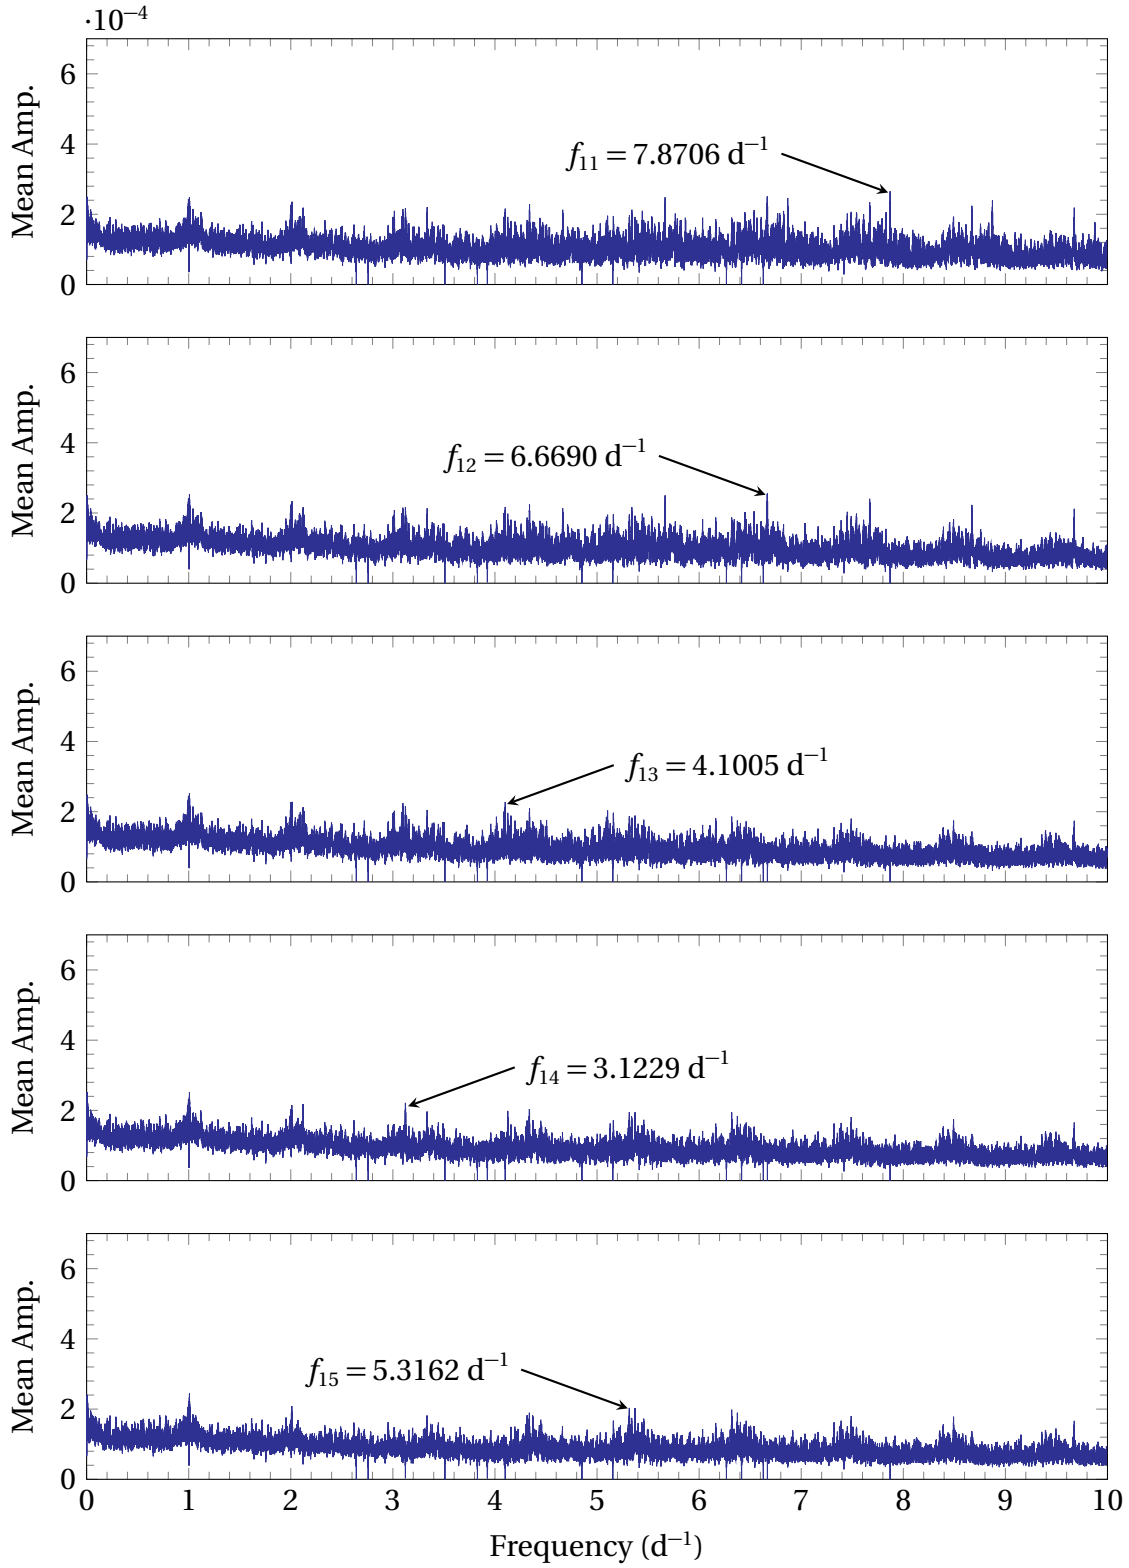 ·10⁻⁴
6
4
2
0
Mean Amp.
f₁₁ = 7.8706 d⁻¹
6
4
2
0
Mean Amp.
f₁₂ = 6.6690 d⁻¹
6
4
2
0
Mean Amp.
f₁₃ = 4.1005 d⁻¹
6
4
2
0
Mean Amp.
f₁₄ = 3.1229 d⁻¹
6
4
2
0
Mean Amp.
f₁₅ = 5.3162 d⁻¹
0 1 2 3 4 5 6 7 8 9 10
Frequency (d⁻¹)